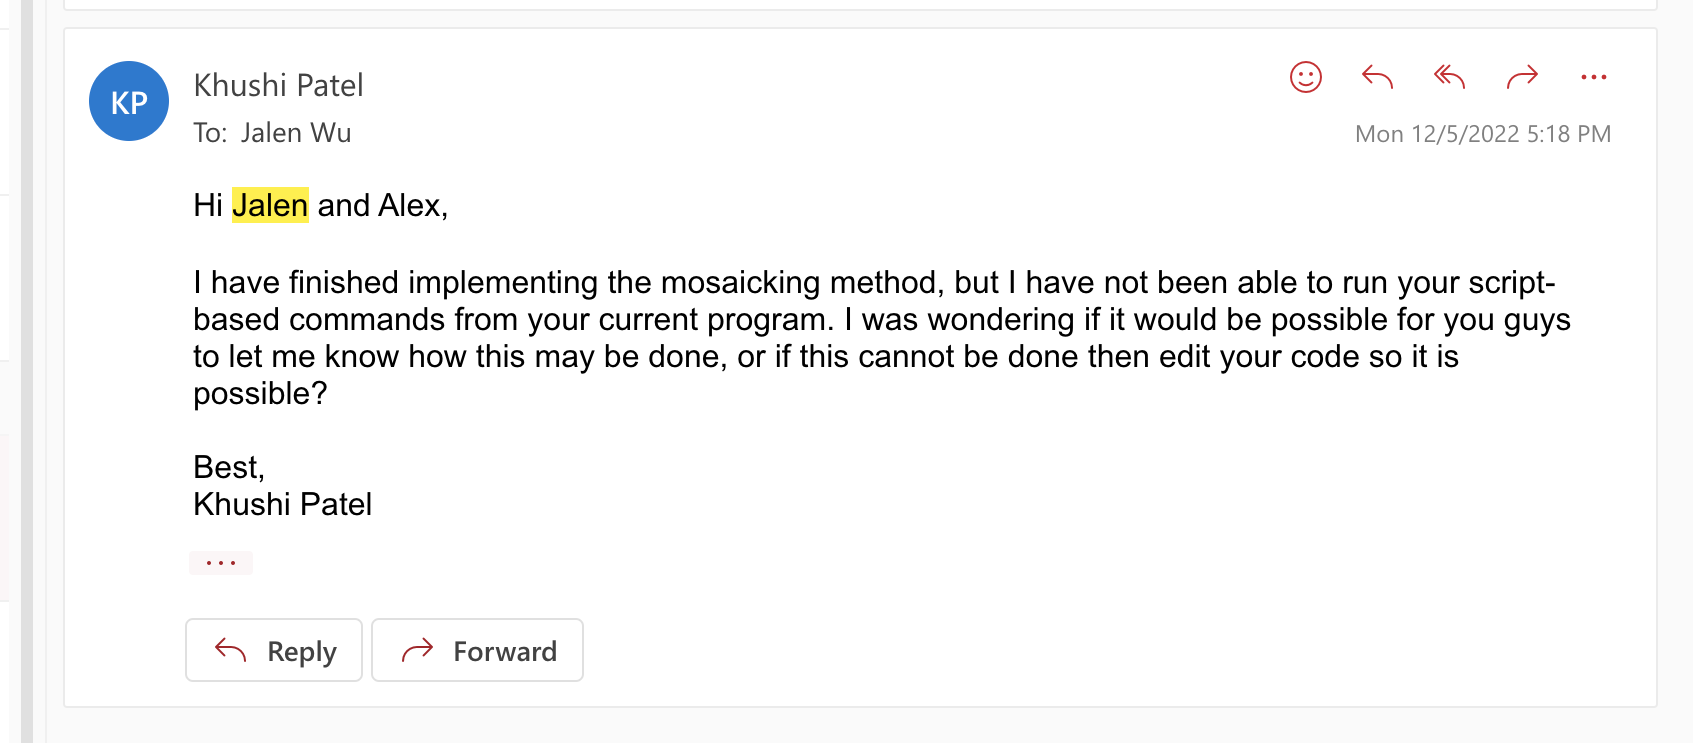 KP
Khushi Patel
To: Jalen Wu
Mon 12/5/2022 5:18 PM
Hi Jalen and Alex,
I have finished implementing the mosaicking method, but I have not been able to run your script-
based commands from your current program. I was wondering if it would be possible for you guys
to let me know how this may be done, or if this cannot be done then edit your code so it is
possible?
Best,
Khushi Patel
...
Reply
Forward